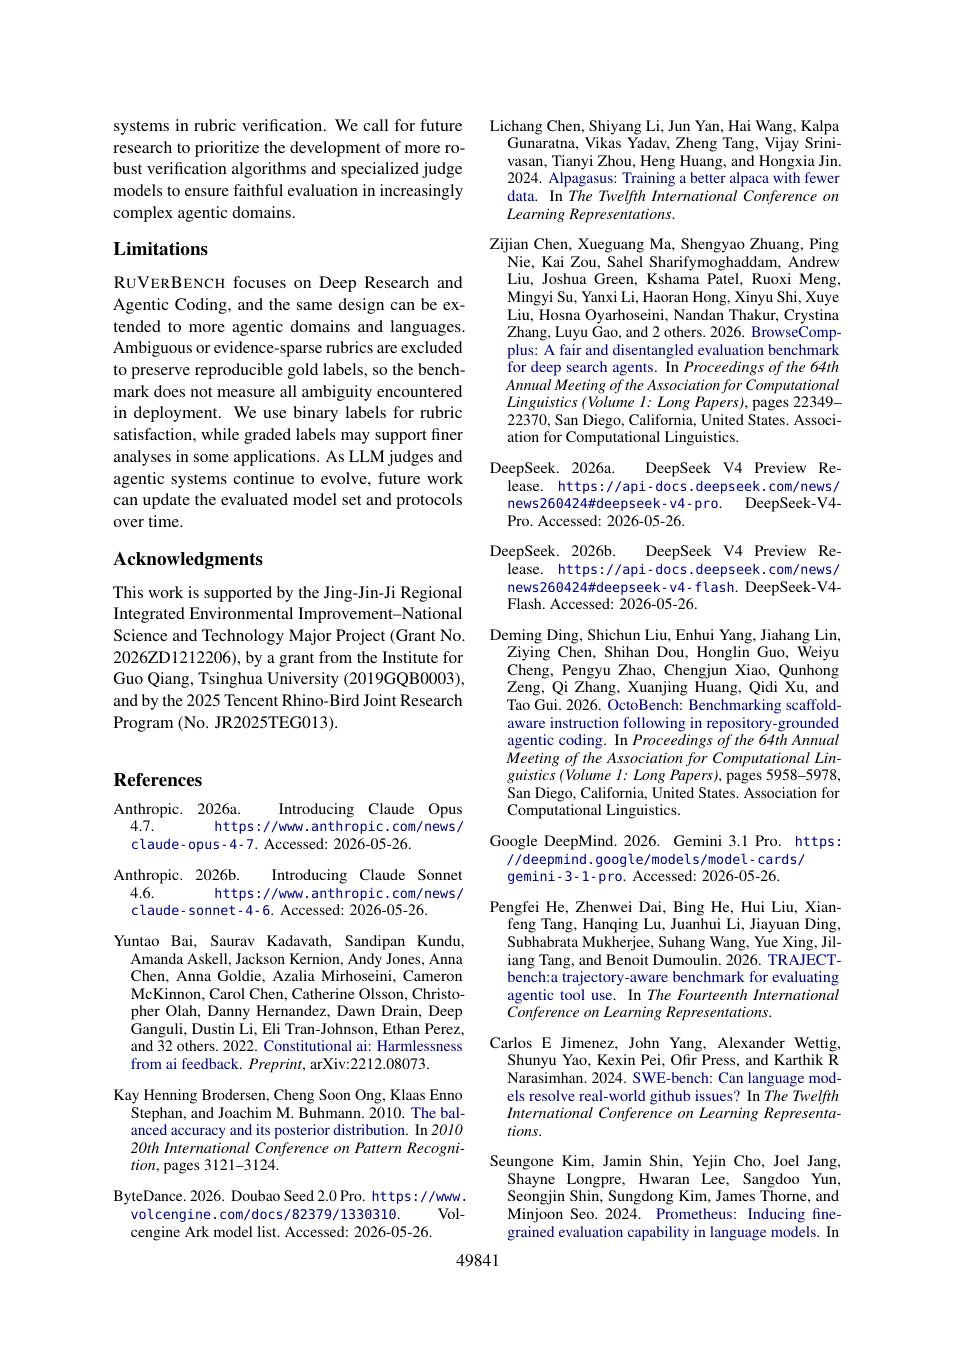 systems in rubric verification. We call for future
research to prioritize the development of more ro-
bust verification algorithms and specialized judge
models to ensure faithful evaluation in increasingly
complex agentic domains.
Limitations
RUVERBENCH focuses on Deep Research and
Agentic Coding, and the same design can be ex-
tended to more agentic domains and languages.
Ambiguous or evidence-sparse rubrics are excluded
to preserve reproducible gold labels, so the bench-
mark does not measure all ambiguity encountered
in deployment. We use binary labels for rubric
satisfaction, while graded labels may support finer
analyses in some applications. As LLM judges and
agentic systems continue to evolve, future work
can update the evaluated model set and protocols
over time.
Acknowledgments
This work is supported by the Jing-Jin-Ji Regional
Integrated Environmental Improvement–National
Science and Technology Major Project (Grant No.
2026ZD1212206), by a grant from the Institute for
Guo Qiang, Tsinghua University (2019GQB0003),
and by the 2025 Tencent Rhino-Bird Joint Research
Program (No. JR2025TEG013).
References
Anthropic. 2026a. Introducing Claude Opus
4.7. https://www.anthropic.com/news/
claude-opus-4-7. Accessed: 2026-05-26.
Anthropic. 2026b. Introducing Claude Sonnet
4.6. https://www.anthropic.com/news/
claude-sonnet-4-6. Accessed: 2026-05-26.
Yuntao Bai, Saurav Kadavath, Sandipan Kundu,
Amanda Askell, Jackson Kernion, Andy Jones, Anna
Chen, Anna Goldie, Azalia Mirhoseini, Cameron
McKinnon, Carol Chen, Catherine Olsson, Christo-
pher Olah, Danny Hernandez, Dawn Drain, Deep
Ganguli, Dustin Li, Eli Tran-Johnson, Ethan Perez,
and 32 others. 2022. Constitutional ai: Harmlessness
from ai feedback. Preprint, arXiv:2212.08073.
Kay Henning Brodersen, Cheng Soon Ong, Klaas Enno
Stephan, and Joachim M. Buhmann. 2010. The bal-
anced accuracy and its posterior distribution. In 2010
20th International Conference on Pattern Recogni-
tion, pages 3121–3124.
ByteDance. 2026. Doubao Seed 2.0 Pro. https://www.
volcengine.com/docs/82379/1330310. Vol-
cengine Ark model list. Accessed: 2026-05-26.
Lichang Chen, Shiyang Li, Jun Yan, Hai Wang, Kalpa
Gunaratna, Vikas Yadav, Zheng Tang, Vijay Srini-
vasan, Tianyi Zhou, Heng Huang, and Hongxia Jin.
2024. Alpagasus: Training a better alpaca with fewer
data. In The Twelfth International Conference on
Learning Representations.
Zijian Chen, Xueguang Ma, Shengyao Zhuang, Ping
Nie, Kai Zou, Sahel Sharifymoghaddam, Andrew
Liu, Joshua Green, Kshama Patel, Ruoxi Meng,
Mingyi Su, Yanxi Li, Haoran Hong, Xinyu Shi, Xuye
Liu, Hosna Oyarhoseini, Nandan Thakur, Crystina
Zhang, Luyu Gao, and 2 others. 2026. BrowseComp-
plus: A fair and disentangled evaluation benchmark
for deep search agents. In Proceedings of the 64th
Annual Meeting of the Association for Computational
Linguistics (Volume 1: Long Papers), pages 22349–
22370, San Diego, California, United States. Associ-
ation for Computational Linguistics.
DeepSeek. 2026a. DeepSeek V4 Preview Re-
lease. https://api-docs.deepseek.com/news/
news260424#deepseek-v4-pro. DeepSeek-V4-
Pro. Accessed: 2026-05-26.
DeepSeek. 2026b. DeepSeek V4 Preview Re-
lease. https://api-docs.deepseek.com/news/
news260424#deepseek-v4-flash. DeepSeek-V4-
Flash. Accessed: 2026-05-26.
Deming Ding, Shichun Liu, Enhui Yang, Jiahang Lin,
Ziying Chen, Shihan Dou, Honglin Guo, Weiyu
Cheng, Pengyu Zhao, Chengjun Xiao, Qunhong
Zeng, Qi Zhang, Xuanjing Huang, Qidi Xu, and
Tao Gui. 2026. OctoBench: Benchmarking scaffold-
aware instruction following in repository-grounded
agentic coding. In Proceedings of the 64th Annual
Meeting of the Association for Computational Lin-
guistics (Volume 1: Long Papers), pages 5958–5978,
San Diego, California, United States. Association for
Computational Linguistics.
Google DeepMind. 2026. Gemini 3.1 Pro. https:
//deepmind.google/models/model-cards/
gemini-3-1-pro. Accessed: 2026-05-26.
Pengfei He, Zhenwei Dai, Bing He, Hui Liu, Xian-
feng Tang, Hanqing Lu, Juanhui Li, Jiayuan Ding,
Subhabrata Mukherjee, Suhang Wang, Yue Xing, Jil-
iang Tang, and Benoit Dumoulin. 2026. TRAJECT-
bench:a trajectory-aware benchmark for evaluating
agentic tool use. In The Fourteenth International
Conference on Learning Representations.
Carlos E Jimenez, John Yang, Alexander Wettig,
Shunyu Yao, Kexin Pei, Ofir Press, and Karthik R
Narasimhan. 2024. SWE-bench: Can language mod-
els resolve real-world github issues? In The Twelfth
International Conference on Learning Representa-
tions.
Seungone Kim, Jamin Shin, Yejin Cho, Joel Jang,
Shayne Longpre, Hwaran Lee, Sangdoo Yun,
Seongjin Shin, Sungdong Kim, James Thorne, and
Minjoon Seo. 2024. Prometheus: Inducing fine-
grained evaluation capability in language models. In
49841